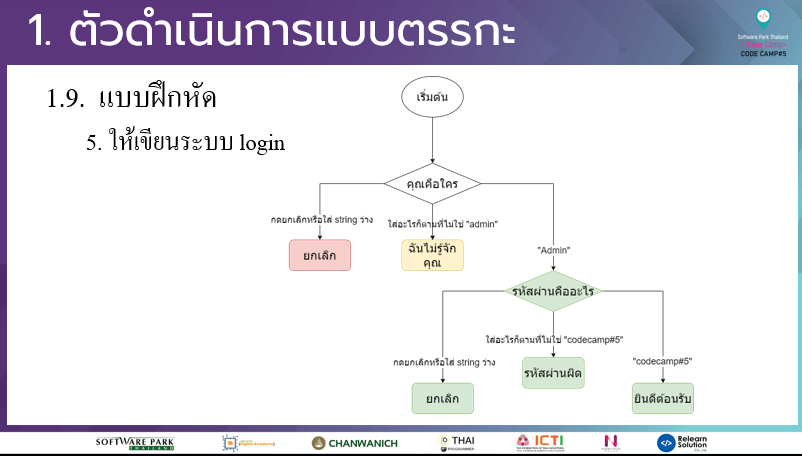 1. ตัวดำเนินการแบบตรรกะ
Software Park Thailand
CODE CAMP#5
1.9. แบบฝึกหัด
5. ให้เขียนระบบ login
เริ่มต้น
คุณคือใคร
กดยกเลิกหรือใส่ string ว่าง
ใส่อะไรก็ตามที่ไม่ใช่ "admin"
"Admin"
ยกเลิก
ฉันไม่รู้จัก
คุณ
รหัสผ่านคืออะไร
กดยกเลิกหรือใส่ string ว่าง
ใส่อะไรก็ตามที่ไม่ใช่ "codecamp#5"
"codecamp#5"
ยกเลิก
รหัสผ่านผิด
ยินดีต้อนรับ
SOFTWARE PARK
THAILAND
Digital Academy
CHANWANICH
THAI
PROGRAMMER
ICTI
Relearn
Solution